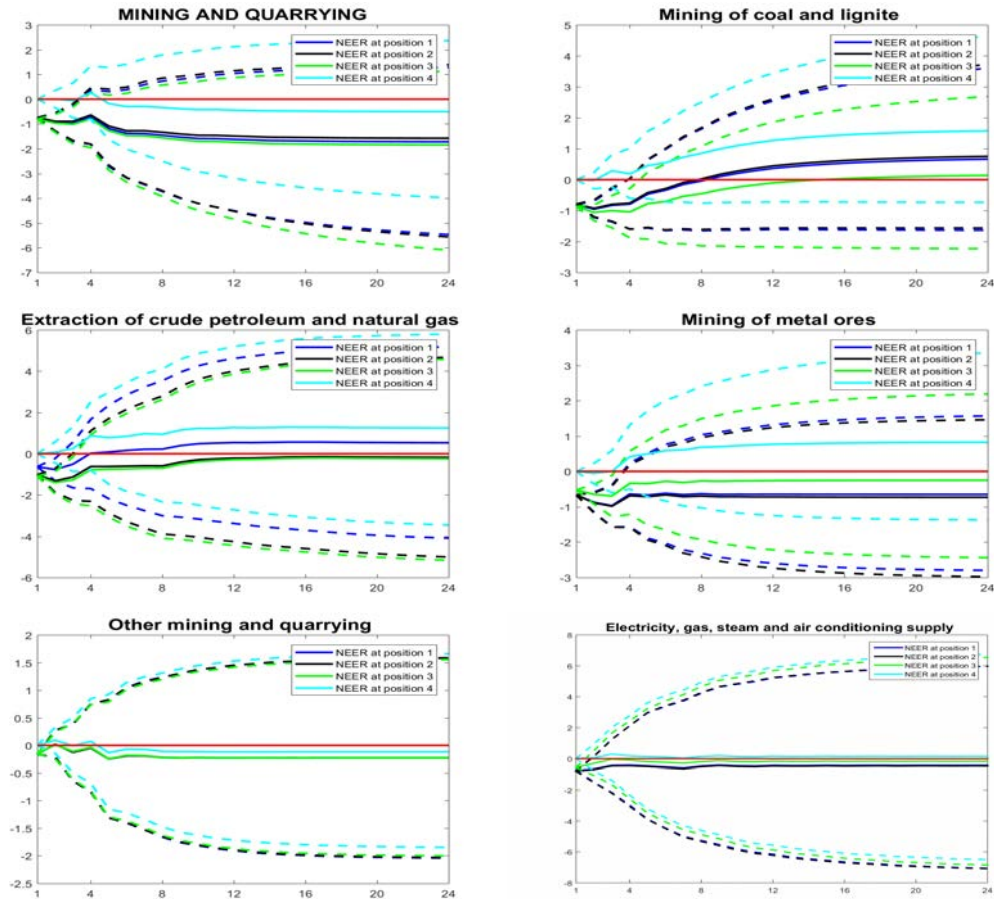 MINING AND QUARRYING
3
2
1
0
-1
-2
-3
-4
-5
-6
-7
1 4 8 12 16 20 24
NEER at position 1
NEER at position 2
NEER at position 3
NEER at position 4
Mining of coal and lignite
5
4
3
2
1
0
-1
-2
-3
1 4 8 12 16 20 24
NEER at position 1
NEER at position 2
NEER at position 3
NEER at position 4
Extraction of crude petroleum and natural gas
6
4
2
0
-2
-4
-6
1 4 8 12 16 20 24
NEER at position 1
NEER at position 2
NEER at position 3
NEER at position 4
Mining of metal ores
4
3
2
1
0
-1
-2
-3
1 4 8 12 16 20 24
NEER at position 1
NEER at position 2
NEER at position 3
NEER at position 4
Other mining and quarrying
2
1.5
1
0.5
0
-0.5
-1
-1.5
-2
-2.5
1 4 8 12 16 20 24
NEER at position 1
NEER at position 2
NEER at position 3
NEER at position 4
Electricity, gas, steam and air conditioning supply
8
6
4
2
0
-2
-4
-6
-8
1 4 8 12 16 20 24
NEER at position 1
NEER at position 2
NEER at position 3
NEER at position 4